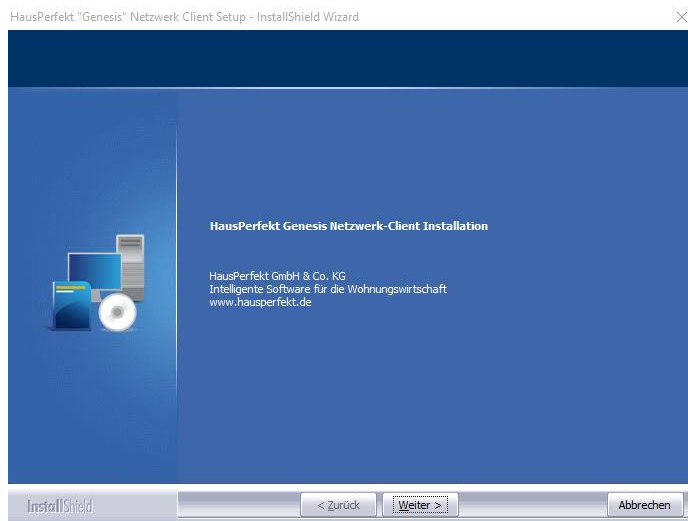 HausPerfekt "Genesis" Netzwerk Client Setup - InstallShield Wizard
HausPerfekt Genesis Netzwerk-Client Installation
HausPerfekt GmbH & Co. KG
Intelligente Software für die Wohnungswirtschaft
www.hausperfekt.de
InstallShield
< Zurück
Weiter >
Abbrechen